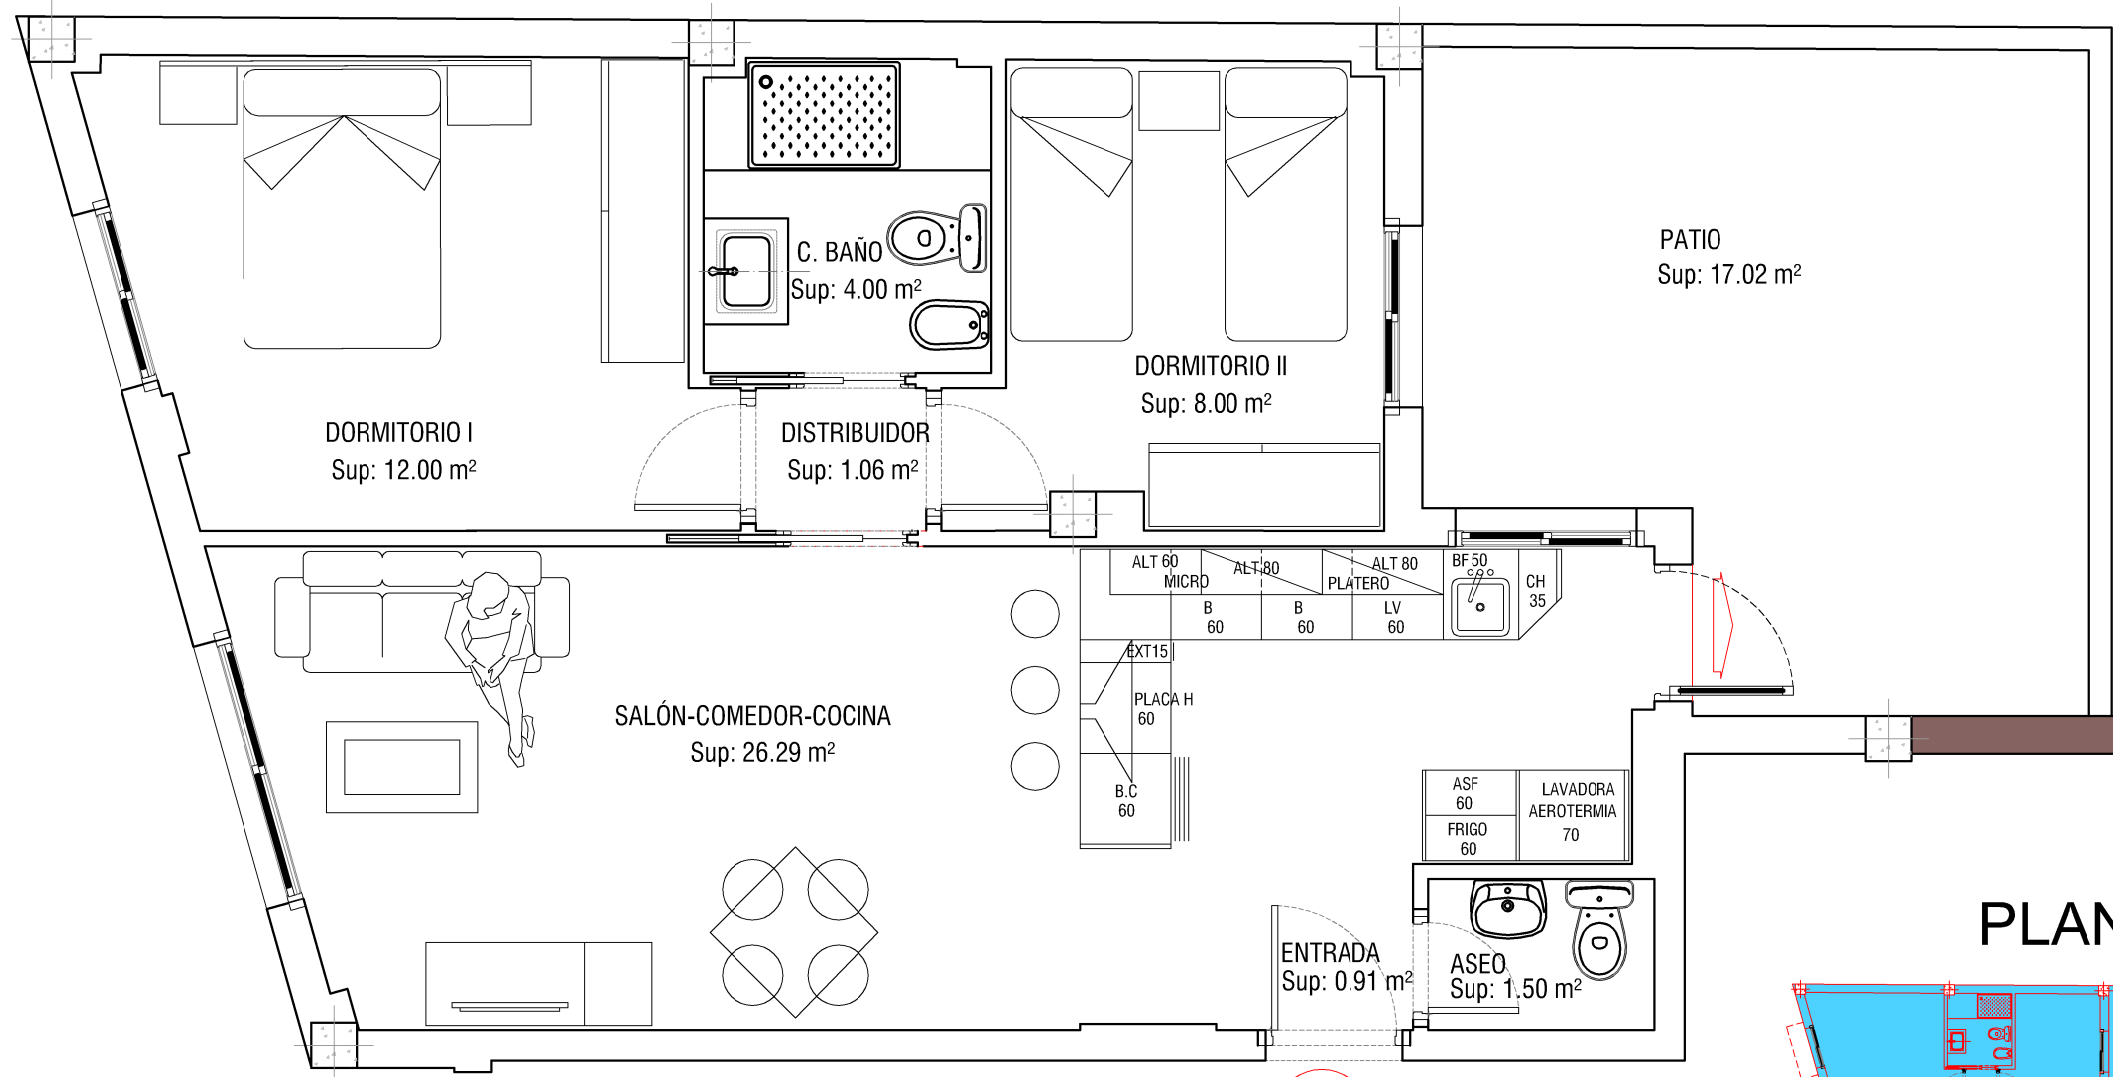 C. BAÑO
Sup: 4.00 m²
PATIO
Sup: 17.02 m²
DORMITORIO II
Sup: 8.00 m²
DORMITORIO I
Sup: 12.00 m²
DISTRIBUIDOR
Sup: 1.06 m²
ALT 60
MICRO
ALT 80
PLATERO
ALT 80
BF50
CH
35
B
60
B
60
LV
60
EXT15
PLACA H
60
B.C
60
SALÓN-COMEDOR-COCINA
Sup: 26.29 m²
ASF
60
FRIGO
60
LAVADORA
AEROTERMIA
70
ENTRADA
Sup: 0.91 m²
ASEO
Sup: 1.50 m²
PLAN